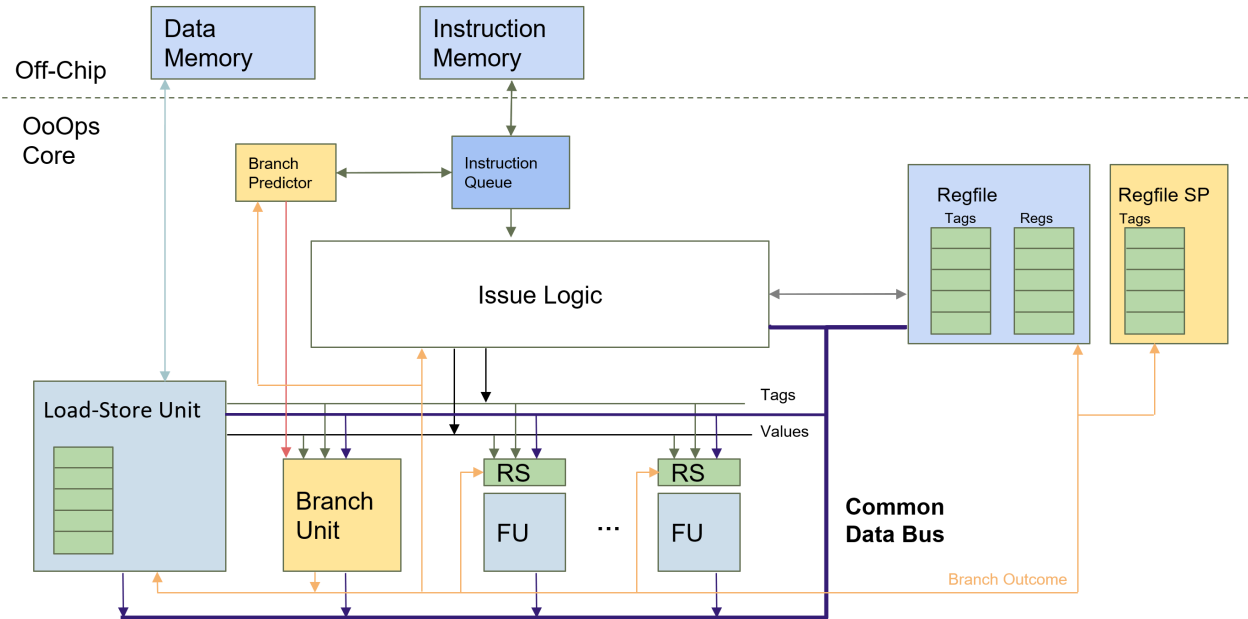 Data
Memory
Instruction
Memory
Off-Chip
OoOps
Core
Branch
Predictor
Instruction
Queue
Regfile
Tags
Regs
Regfile SP
Tags
Issue Logic
Load-Store Unit
Tags
Values
Branch
Unit
RS
FU
...
RS
FU
Common
Data Bus
Branch Outcome